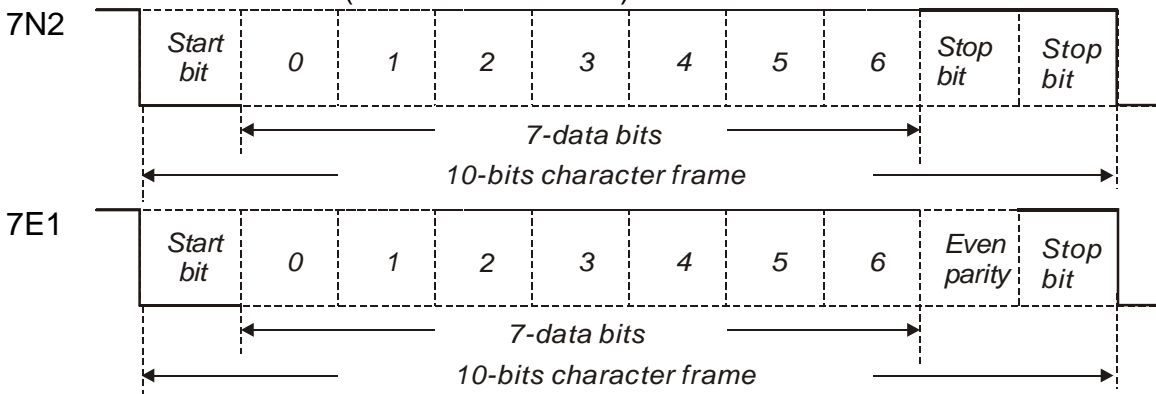 7N2
Start bit 0 1 2 3 4 5 6 Stop bit Stop bit
7-data bits
10-bits character frame
7E1
Start bit 0 1 2 3 4 5 6 Even parity Stop bit
7-data bits
10-bits character frame